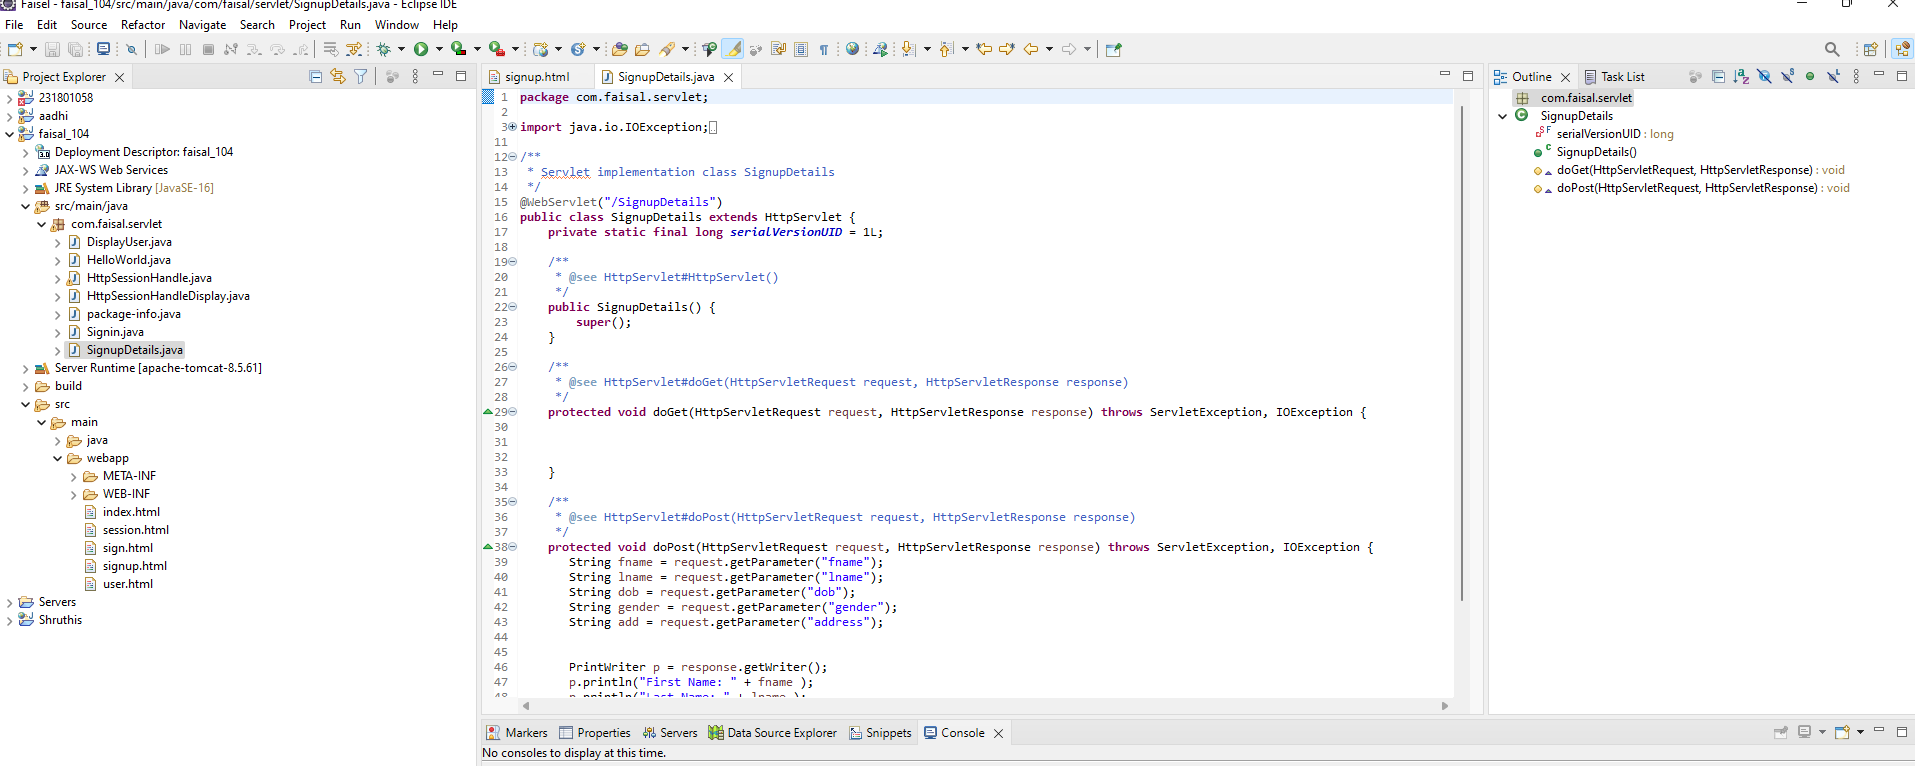 Faisel - faisal_104/src/main/java/com/faisal/servlet/SignupDetails.java - Eclipse IDE
File Edit Source Refactor Navigate Search Project Run Window Help
Project Explorer
231801058
aadhi
faisal_104
Deployment Descriptor: faisal_104
JAX-WS Web Services
JRE System Library [JavaSE-16]
src/main/java
com.faisal.servlet
DisplayUser.java
HelloWorld.java
HttpSessionHandle.java
HttpSessionHandleDisplay.java
package-info.java
Signin.java
SignupDetails.java
Server Runtime [apache-tomcat-8.5.61]
build
src
main
java
webapp
META-INF
WEB-INF
index.html
session.html
sign.html
signup.html
user.html
Servers
Shruthis
signup.html SignupDetails.java
1 package com.faisal.servlet;
2
3 import java.io.IOException;
11
12 /**
13 * Servlet implementation class SignupDetails
14 */
15 @WebServlet("/SignupDetails")
16 public class SignupDetails extends HttpServlet {
17 private static final long serialVersionUID = 1L;
18
19 /**
20 * @see HttpServlet#HttpServlet()
21 */
22 public SignupDetails() {
23 super();
24 }
25
26 /**
27 * @see HttpServlet#doGet(HttpServletRequest request, HttpServletResponse response)
28 */
29 protected void doGet(HttpServletRequest request, HttpServletResponse response) throws ServletException, IOException {
30
31
32
33 }
34
35 /**
36 * @see HttpServlet#doPost(HttpServletRequest request, HttpServletResponse response)
37 */
38 protected void doPost(HttpServletRequest request, HttpServletResponse response) throws ServletException, IOException {
39 String fname = request.getParameter("fname");
40 String lname = request.getParameter("lname");
41 String dob = request.getParameter("dob");
42 String gender = request.getParameter("gender");
43 String add = request.getParameter("address");
44
45
46 PrintWriter p = response.getWriter();
47 p.println("First Name: " + fname );
48 p.println("Last Name: " + lname );
Outline Task List
com.faisal.servlet
SignupDetails
serialVersionUID : long
SignupDetails()
doGet(HttpServletRequest, HttpServletResponse) : void
doPost(HttpServletRequest, HttpServletResponse) : void
Markers Properties Servers Data Source Explorer Snippets Console
No consoles to display at this time.